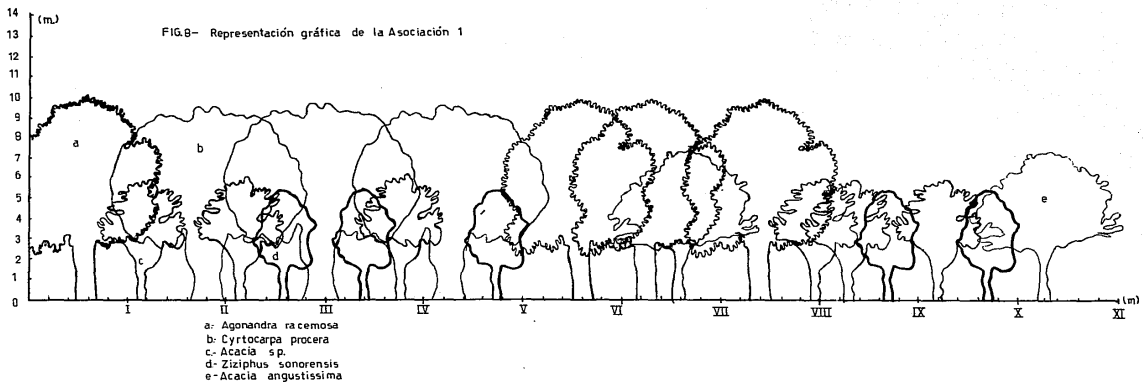 14 (m.)
FIG.8- Representación gráfica de la Asociación 1
13
12
11
10
9
8
7
6
5
4
3
2
1
0
a
b
c
d
e
I II III IV V VI VII VIII IX X XI (m)
a.- Agonandra racemosa
b.- Cyrtocarpa procera
c.- Acacia sp.
d- Ziziphus sonorensis
e-Acacia angustissima